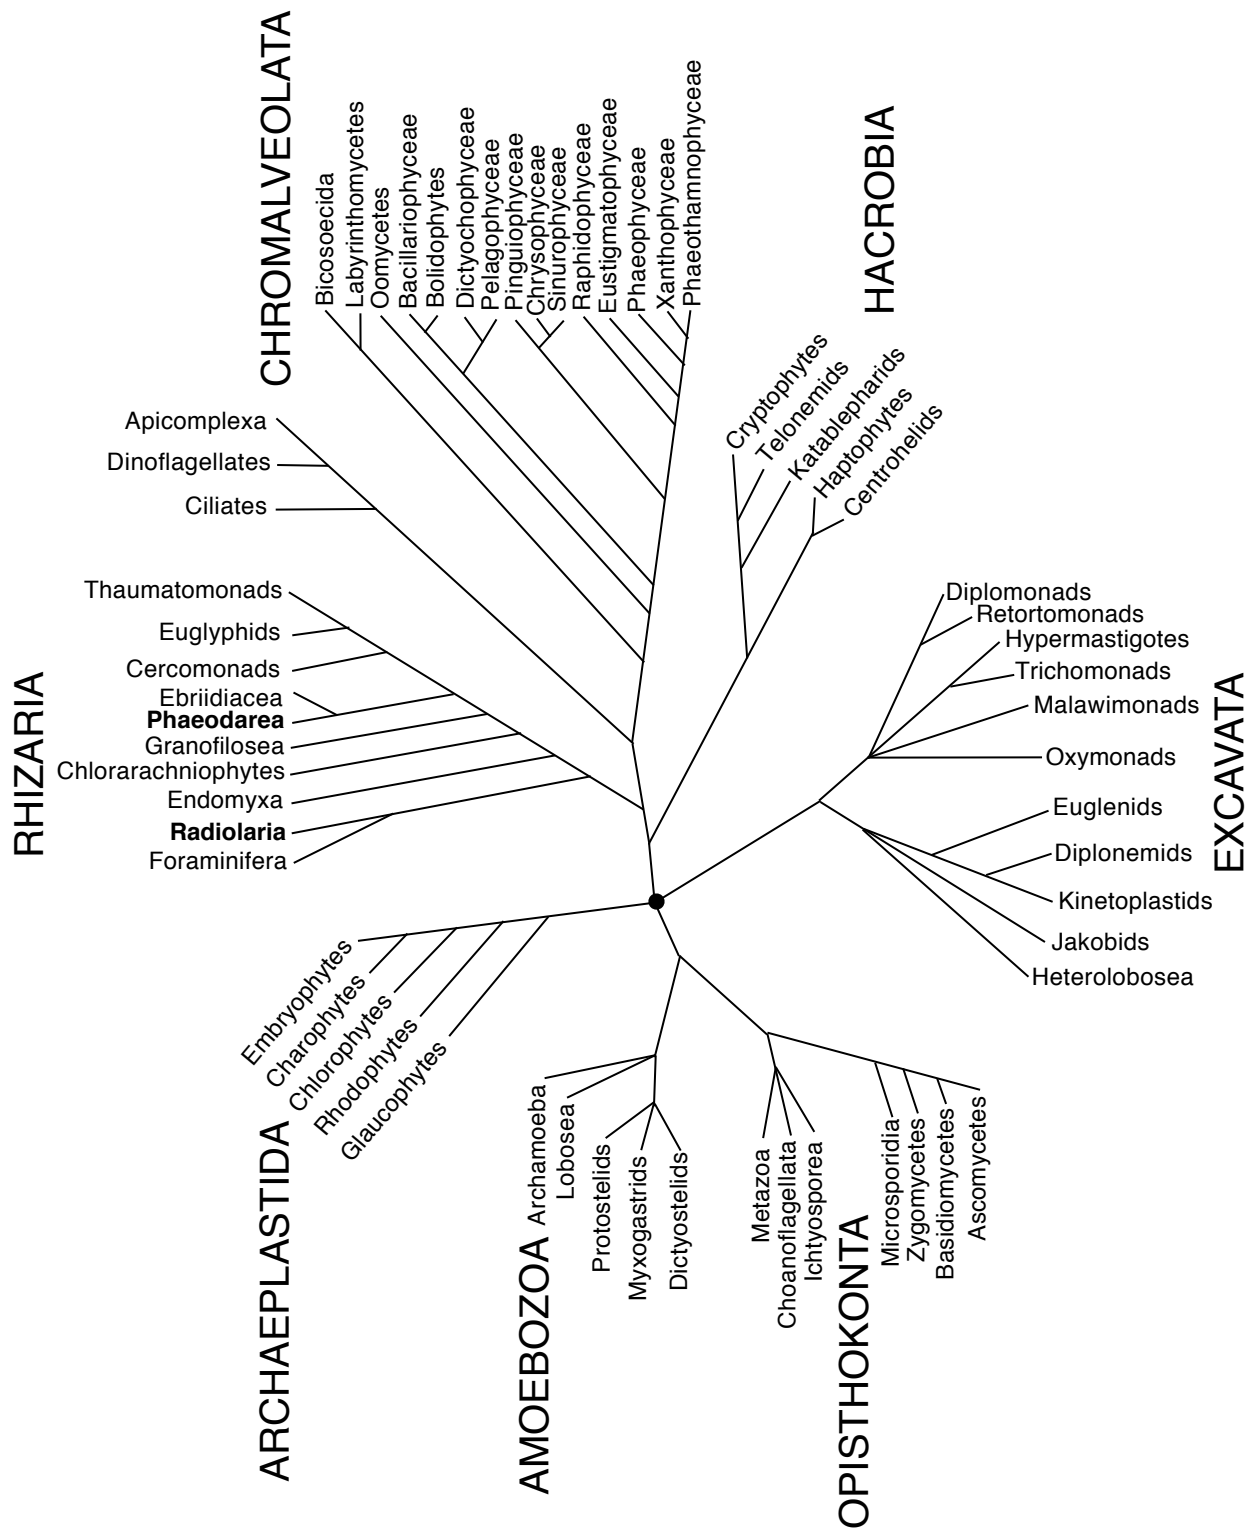 CHROMALVEOLATA
Bicosoecida
Labyrinthomycetes
Oomycetes
Bacillariophyceae
Bolidophytes
Dictyochophyceae
Pelagophyceae
Pinguiophyceae
Chrysophyceae
Sinurophyceae
Raphidophyceae
Eustigmatophyceae
Phaeophyceae
Xanthophyceae
Phaeothamnophyceae
Apicomplexa
Dinoflagellates
Ciliates
HACROBIA
Cryptophytes
Telonemids
Katablepharids
Haptophytes
Centrohelids
RHIZARIA
Thaumatomonads
Euglyphids
Cercomonads
Ebriidiacea
Phaeodarea
Granofilosea
Chlorarachniophytes
Endomyxa
Radiolaria
Foraminifera
EXCAVATA
Diplomonads
Retortomonads
Hypermastigotes
Trichomonads
Malawimonads
Oxymonads
Euglenids
Diplonemids
Kinetoplastids
Jakobids
Heterolobosea
ARCHAEPLASTIDA
Embryophytes
Charophytes
Chlorophytes
Rhodophytes
Glaucophytes
AMOEBOZOA
Archamoeba
Lobosea
Protostelids
Myxogastrids
Dictyostelids
OPISTHOKONTA
Metazoa
Choanoflagellata
Ichtyosporea
Microsporidia
Zygomycetes
Basidiomycetes
Ascomycetes